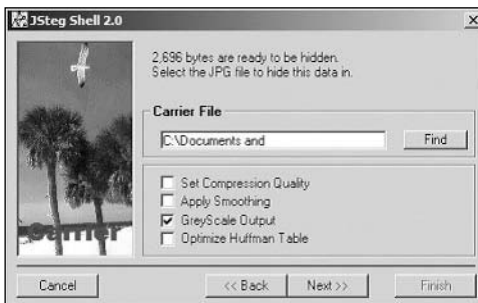 JSteg Shell 2.0
2,696 bytes are ready to be hidden.
Select the JPG file to hide this data in.
Carrier File
C:\Documents and
Find
Set Compression Quality
Apply Smoothing
GreyScale Output
Optimize Huffman Table
Carrier
Cancel
<< Back
Next >>
Finish